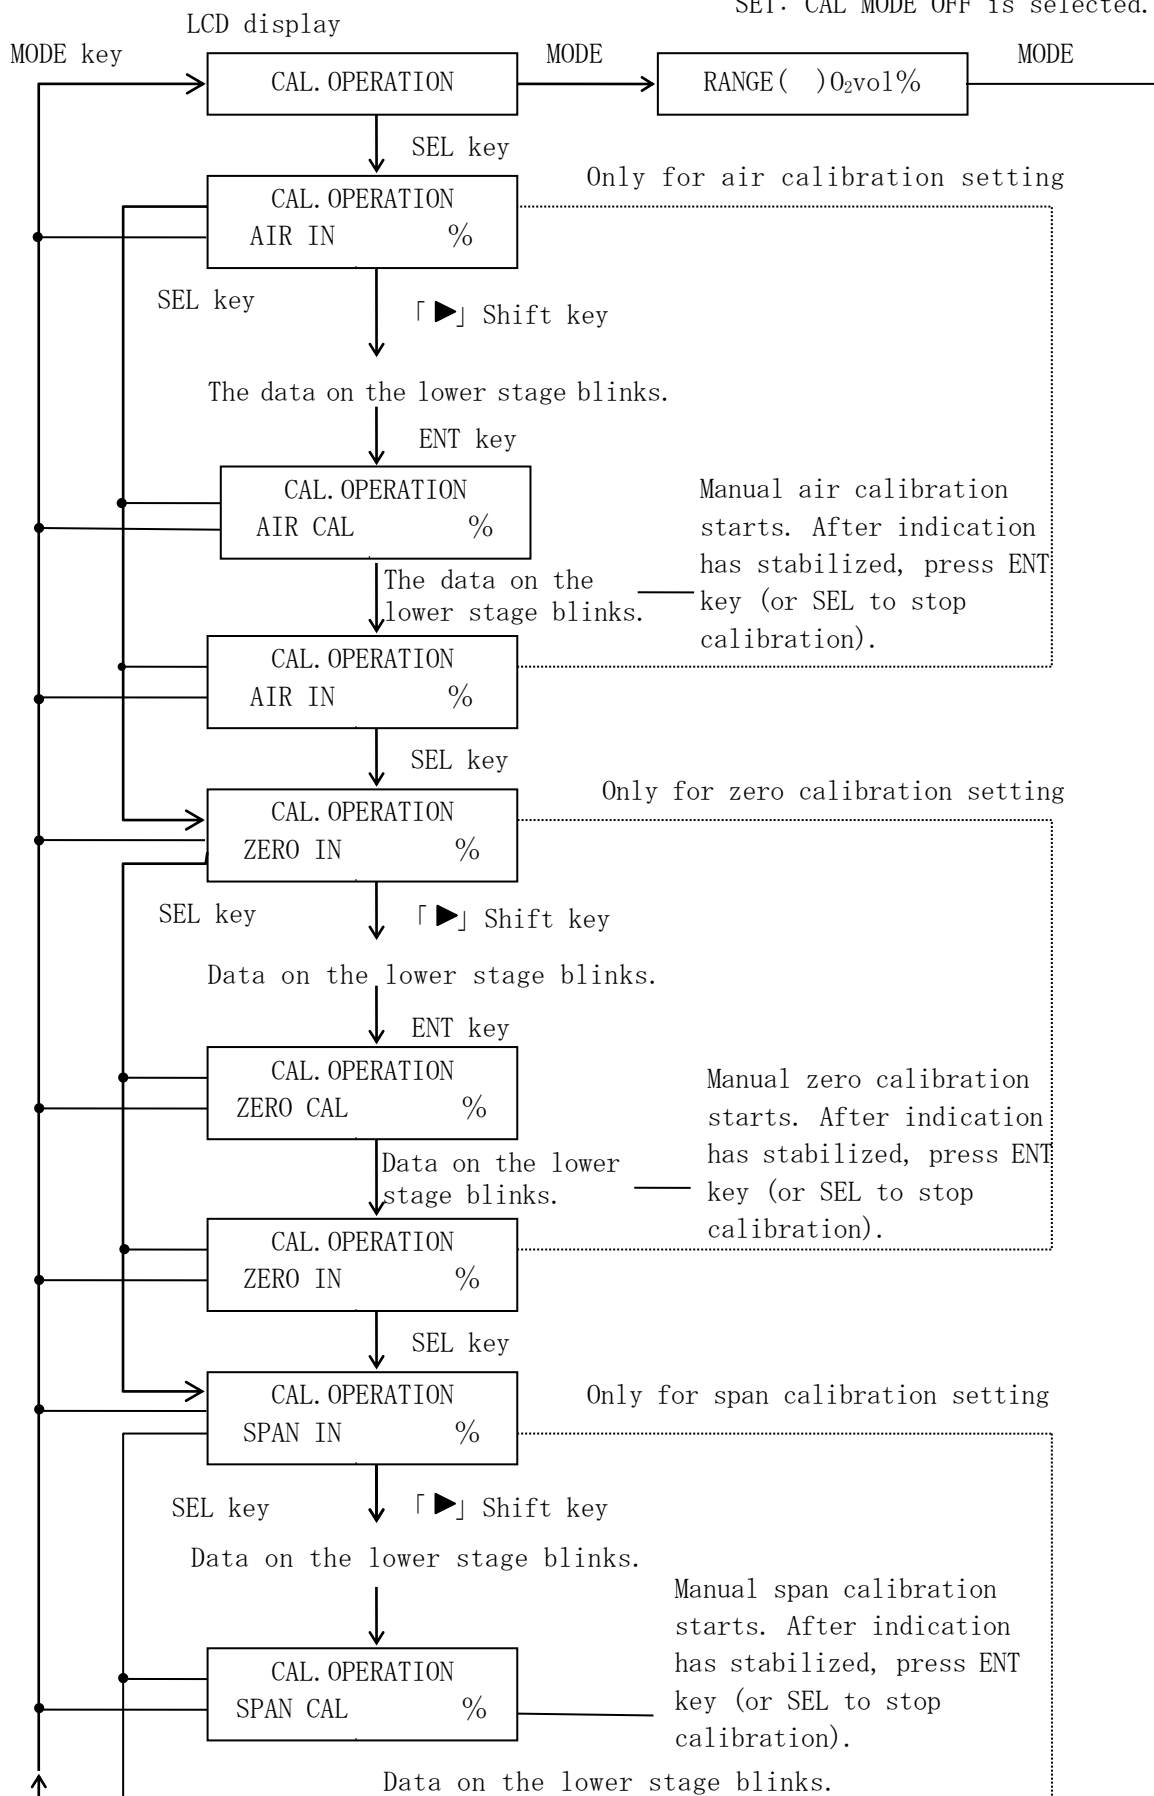 SET: CAL MODE OFF is selected.
LCD display
MODE key
MODE
MODE
CAL.OPERATION
RANGE(  )O₂vol%
SEL key
Only for air calibration setting
CAL.OPERATION
AIR IN %
SEL key
「▶」Shift key
The data on the lower stage blinks.
ENT key
CAL.OPERATION
AIR CAL %
Manual air calibration
starts. After indication
has stabilized, press ENT
key (or SEL to stop
calibration).
The data on the
lower stage blinks.
CAL.OPERATION
AIR IN %
SEL key
Only for zero calibration setting
CAL.OPERATION
ZERO IN %
SEL key
「▶」Shift key
Data on the lower stage blinks.
ENT key
CAL.OPERATION
ZERO CAL %
Manual zero calibration
starts. After indication
has stabilized, press ENT
key (or SEL to stop
calibration).
Data on the lower
stage blinks.
CAL.OPERATION
ZERO IN %
SEL key
Only for span calibration setting
CAL.OPERATION
SPAN IN %
SEL key
「▶」Shift key
Data on the lower stage blinks.
CAL.OPERATION
SPAN CAL %
Manual span calibration
starts. After indication
has stabilized, press ENT
key (or SEL to stop
calibration).
Data on the lower stage blinks.